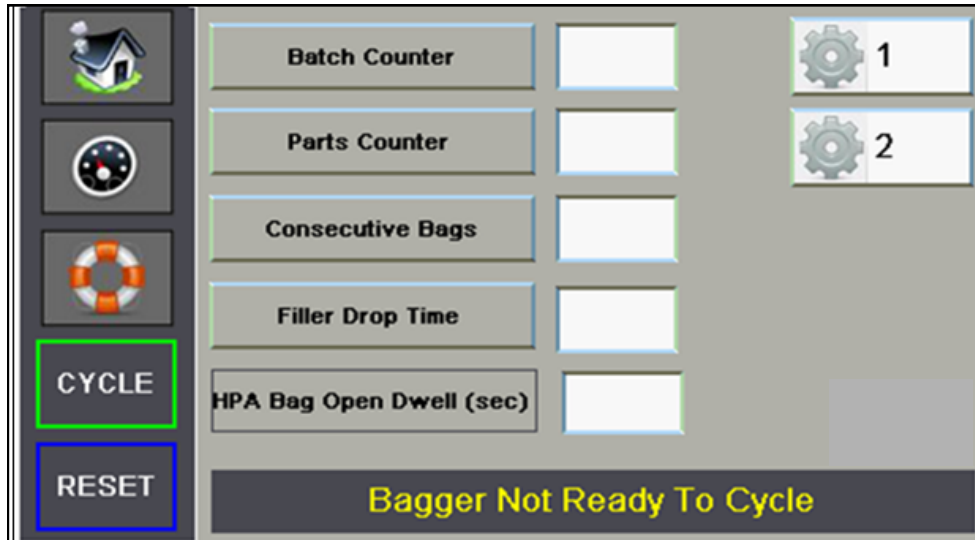 Batch Counter
1
Parts Counter
2
Consecutive Bags
Filler Drop Time
CYCLE
HPA Bag Open Dwell (sec)
RESET
Bagger Not Ready To Cycle